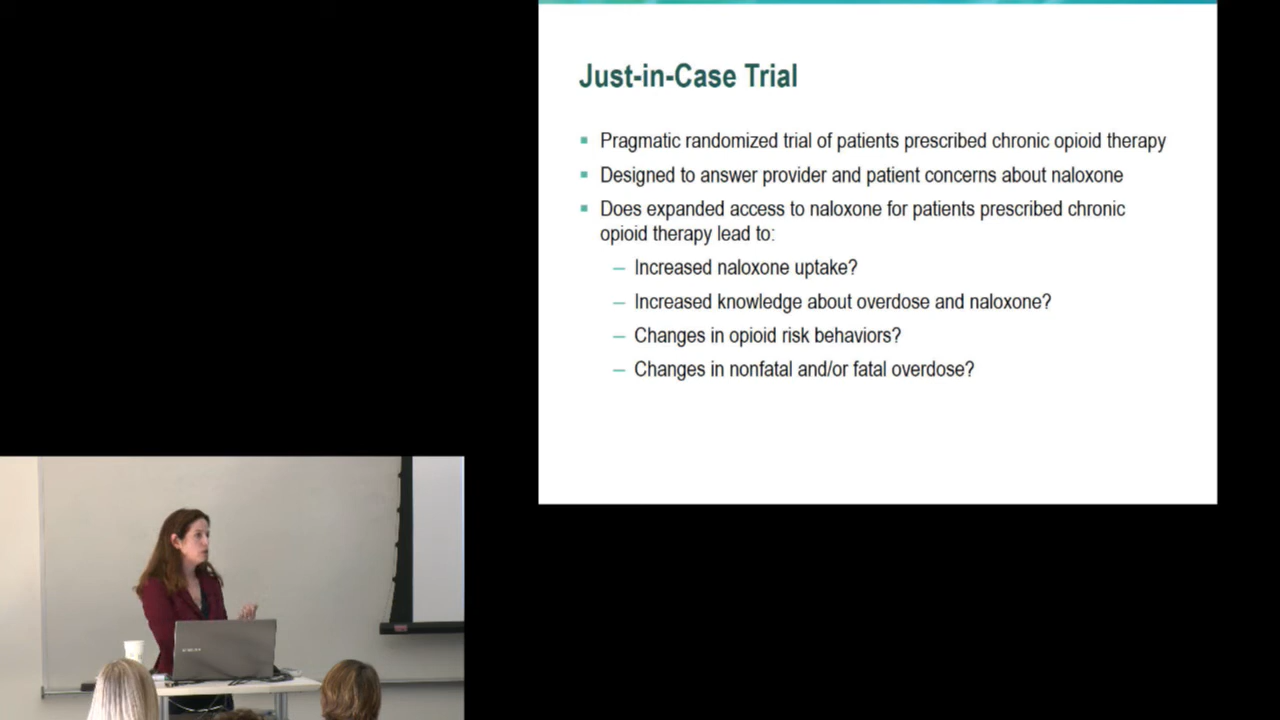 Just-in-Case Trial
▪ Pragmatic randomized trial of patients prescribed chronic opioid therapy
▪ Designed to answer provider and patient concerns about naloxone
▪ Does expanded access to naloxone for patients prescribed chronic
opioid therapy lead to:
– Increased naloxone uptake?
– Increased knowledge about overdose and naloxone?
– Changes in opioid risk behaviors?
– Changes in nonfatal and/or fatal overdose?